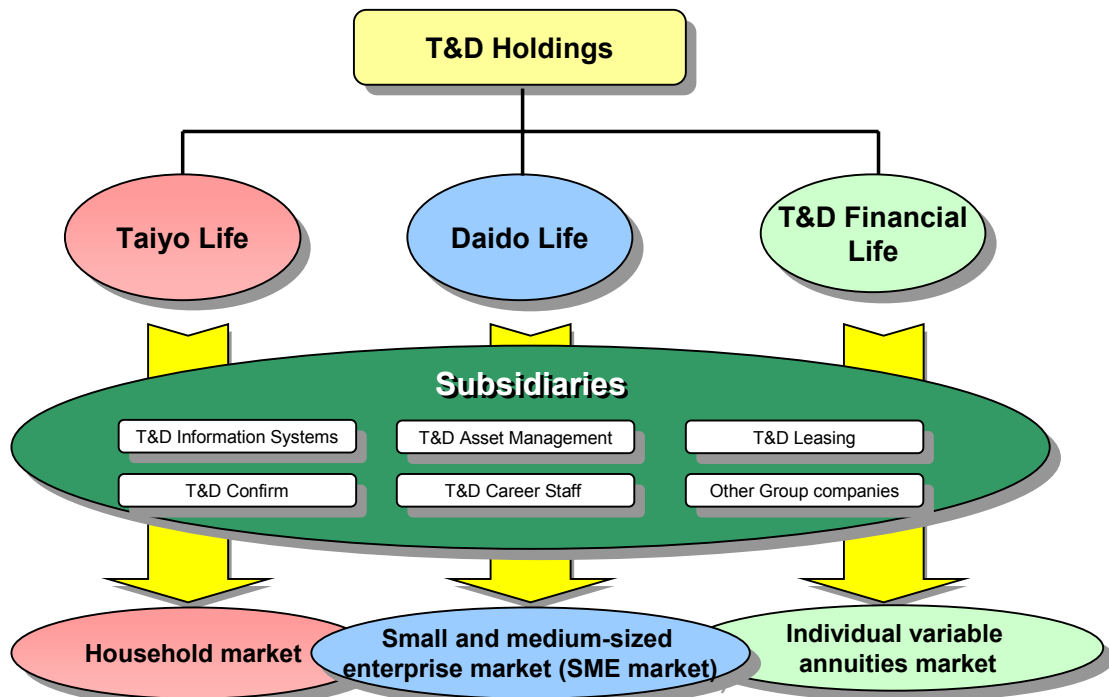 T&D Holdings
Taiyo Life
Daido Life
T&D Financial
Life
Subsidiaries
T&D Information Systems
T&D Asset Management
T&D Leasing
T&D Confirm
T&D Career Staff
Other Group companies
Household market
Small and medium-sized
enterprise market (SME market)
Individual variable
annuities market